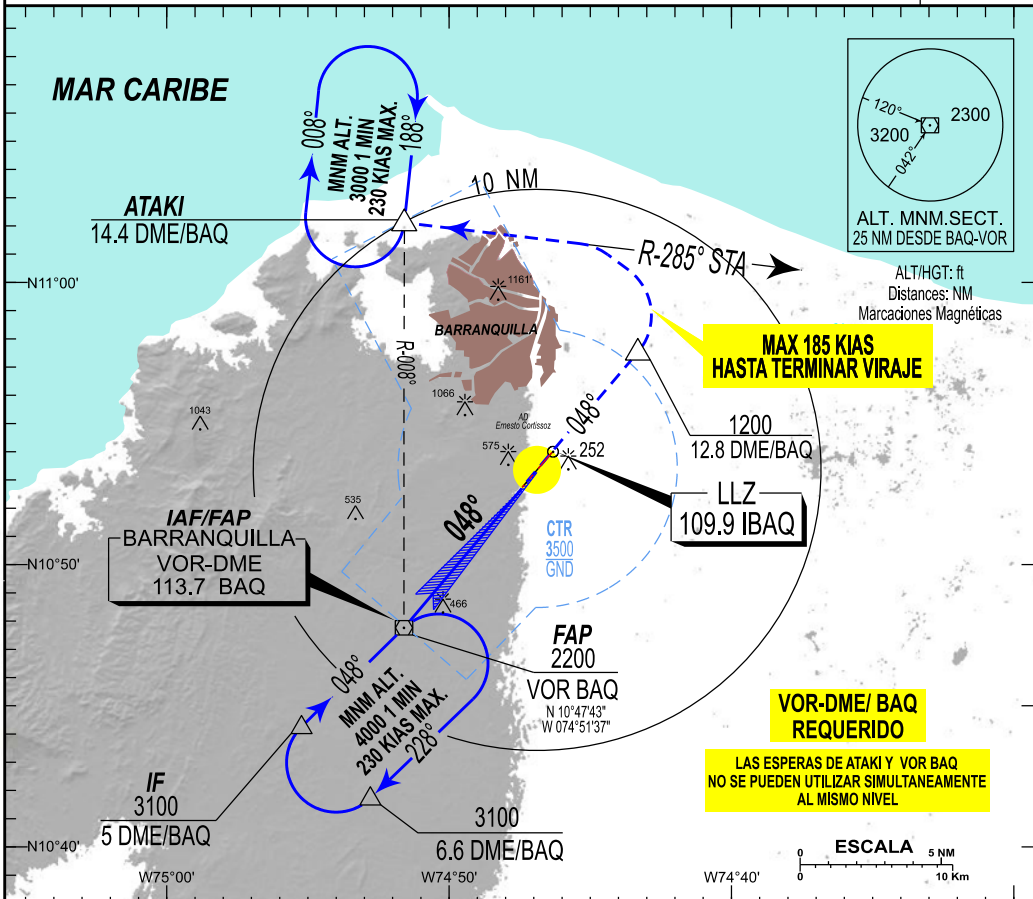 MAR CARIBE
008°
MNM ALT.
3000 1 MIN
230 KIAS MAX.
188°
120°
2300
3200
042°
ALT. MNM.SECT.
25 NM DESDE BAQ-VOR
10 NM
ATAKI
14.4 DME/BAQ
R-285° STA
ALT/HGT: ft
Distances: NM
Marcaciones Magnéticas
N11°00'
1161
BARRANQUILLA
MAX 185 KIAS
HASTA TERMINAR VIRAJE
R-008°
1066
1043
048°
1200
12.8 DME/BAQ
AD
Ernesto Cortissoz
575
252
LLZ
109.9 IBAQ
535
048°
IAF/FAP
BARRANQUILLA
VOR-DME
113.7 BAQ
CTR
3500
GND
N10°50'
466
FAP
2200
VOR BAQ
N 10°47'43"
W 074°51'37"
048°
MNM ALT.
4000 1 MIN
230 KIAS MAX.
228°
VOR-DME/ BAQ
REQUERIDO
LAS ESPERAS DE ATAKI Y VOR BAQ
NO SE PUEDEN UTILIZAR SIMULTANEAMENTE
AL MISMO NIVEL
IF
3100
5 DME/BAQ
3100
6.6 DME/BAQ
N10°40'
ESCALA
0 5 NM
0 10 Km
W75°00'
W74°50'
W74°40'